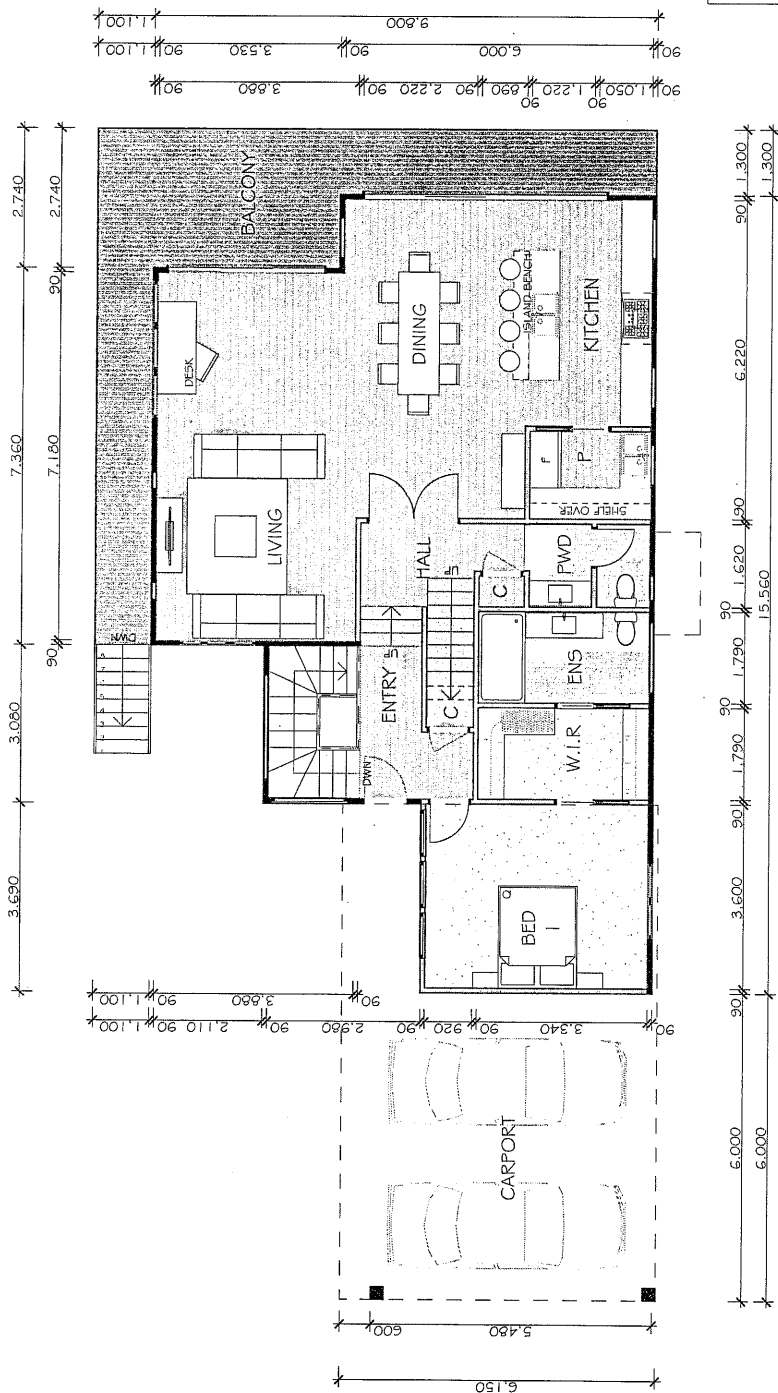 1.100 9.800
1.100 90 3.530 90 6.000 90
90 3.880 90 2.220 90 890 90 1.220 90 1.050 90
2.740 7.360 3.080 3.690
2.740 90 7.180 90
BALCONY
DESK
DINING
ISLAND BENCH
KITCHEN
LIVING
f
P
SHELF OVER
DWN
HALL
UP
C
PWD
UP
ENTRY
C
ENS
DWN
W.I.R
BED
1
Q
CARPORT
1.100 3.880 90
1.100 90 2.110 90 2.980 90 920 90 3.340 90
600 5.480
6.150
1.300 90 6.220 90 1.620 90 1.790 90 1.790 90 3.600 90 6.000
1.300 15.560 6.000